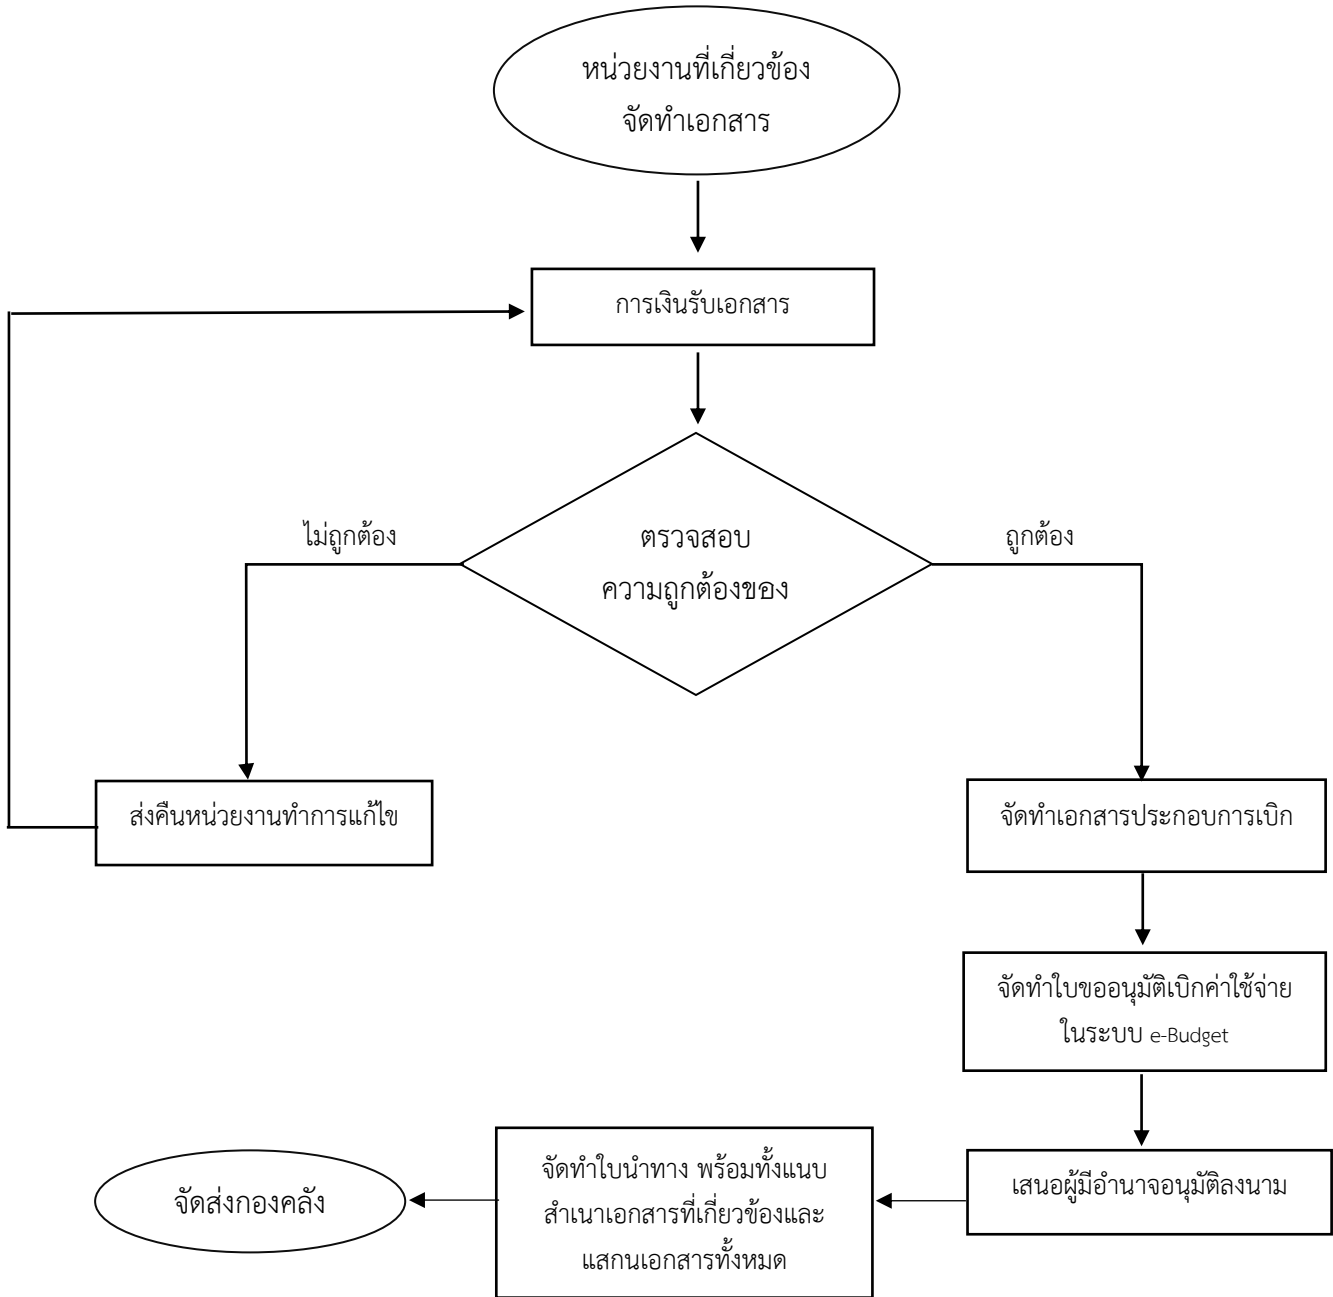 หน่วยงานที่เกี่ยวข้อง
จัดทำเอกสาร
การเงินรับเอกสาร
ไม่ถูกต้อง
ตรวจสอบ
ความถูกต้องของ
ถูกต้อง
ส่งคืนหน่วยงานทำการแก้ไข
จัดทำเอกสารประกอบการเบิก
จัดทำใบขออนุมัติเบิกค่าใช้จ่าย
ในระบบ e-Budget
เสนอผู้มีอำนาจอนุมัติลงนาม
จัดทำใบนำทาง พร้อมทั้งแนบ
สำเนาเอกสารที่เกี่ยวข้องและ
แสกนเอกสารทั้งหมด
จัดส่งกองคลัง